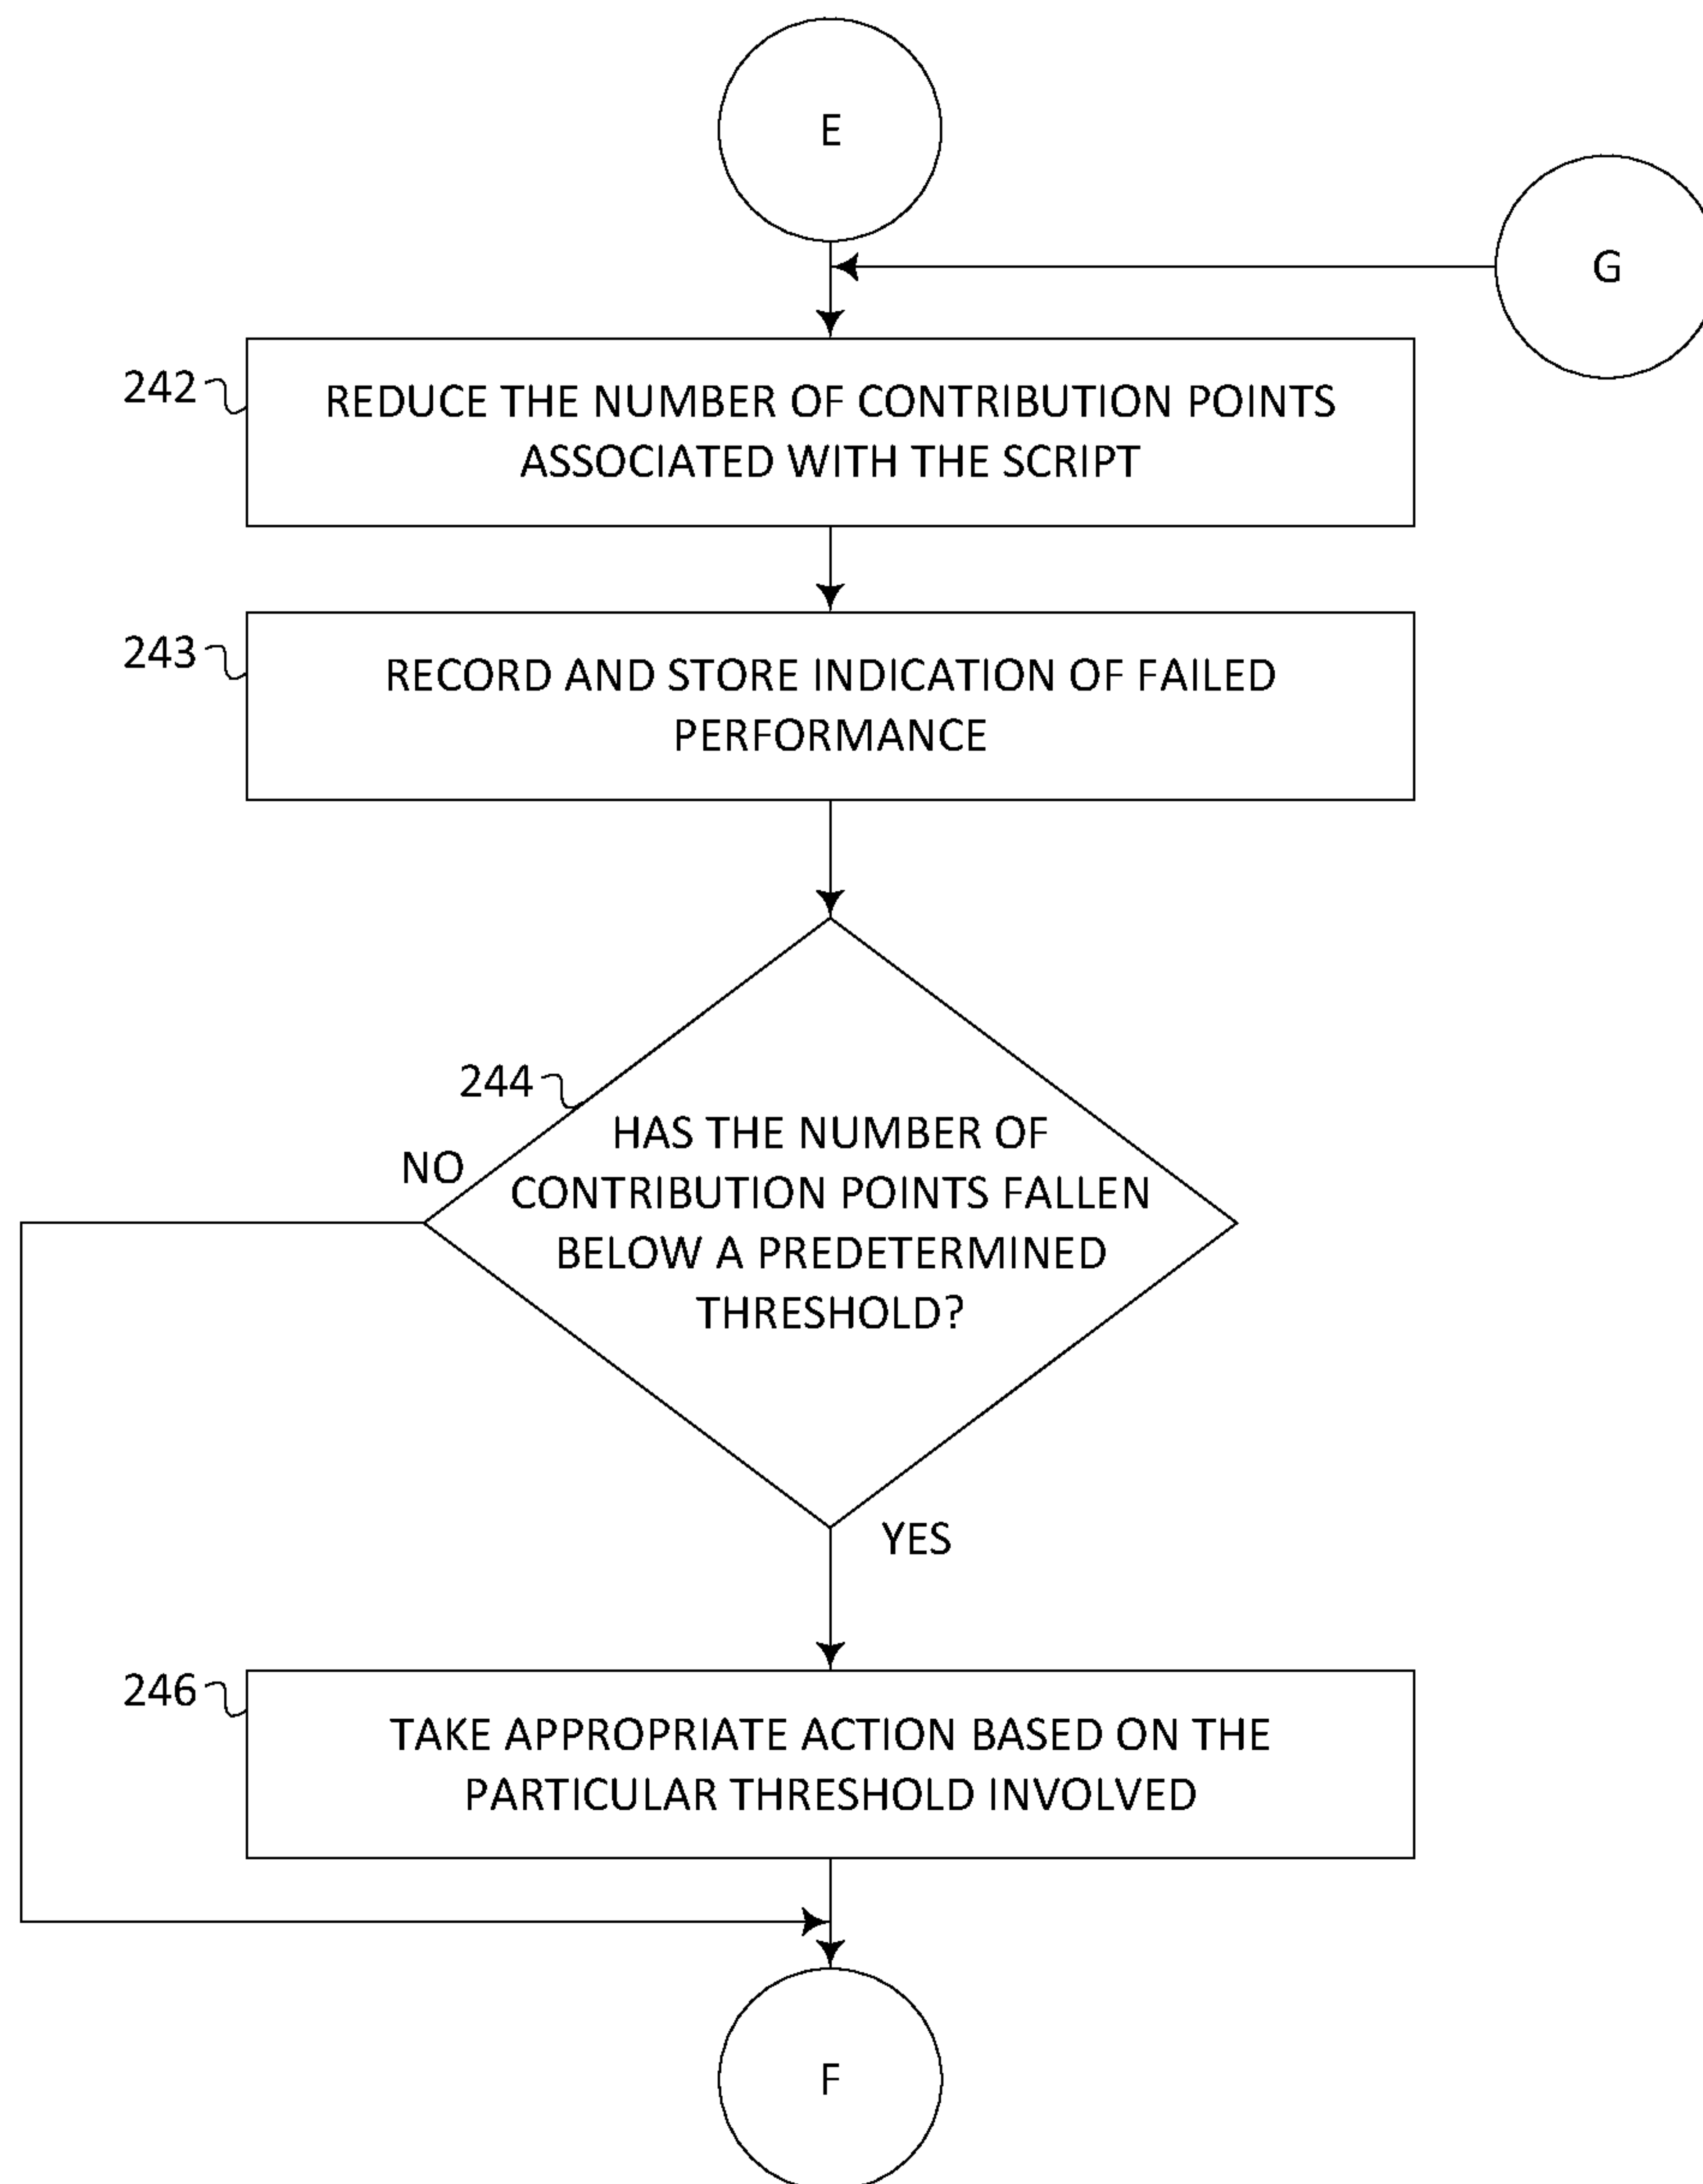 E
G
242
REDUCE THE NUMBER OF CONTRIBUTION POINTS
ASSOCIATED WITH THE SCRIPT
243
RECORD AND STORE INDICATION OF FAILED
PERFORMANCE
244
NO
HAS THE NUMBER OF
CONTRIBUTION POINTS FALLEN
BELOW A PREDETERMINED
THRESHOLD?
YES
246
TAKE APPROPRIATE ACTION BASED ON THE
PARTICULAR THRESHOLD INVOLVED
F